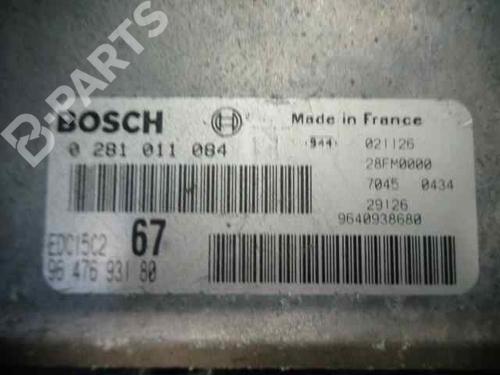 B-PARTS
BOSCH
Made in France
0 281 011 084
944 021126
28FM0000
7045 0434
29126
9640938680
EDC15C2 67
96 476 931 80